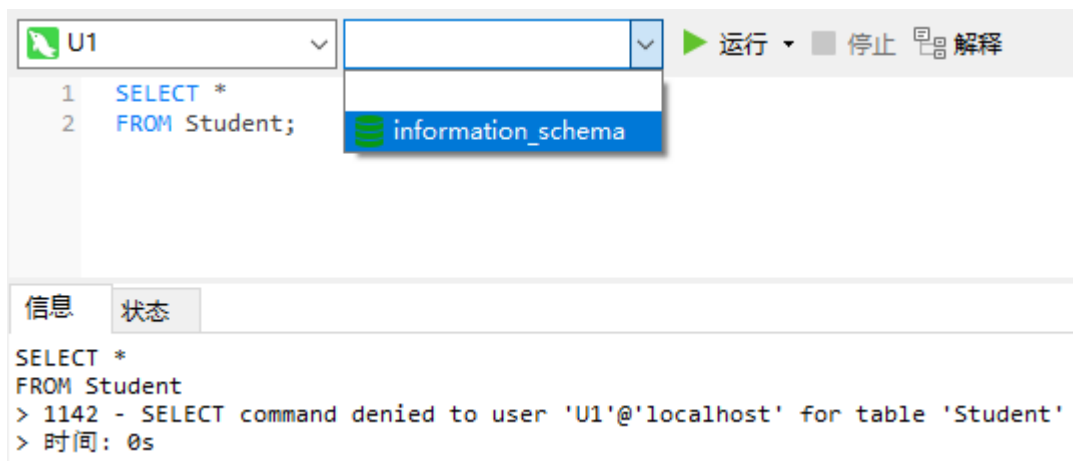 U1 运行 停止 解释
1 SELECT *
2 FROM Student;
information_schema
信息 状态
SELECT *
FROM Student
> 1142 - SELECT command denied to user 'U1'@'localhost' for table 'Student'
> 时间: 0s